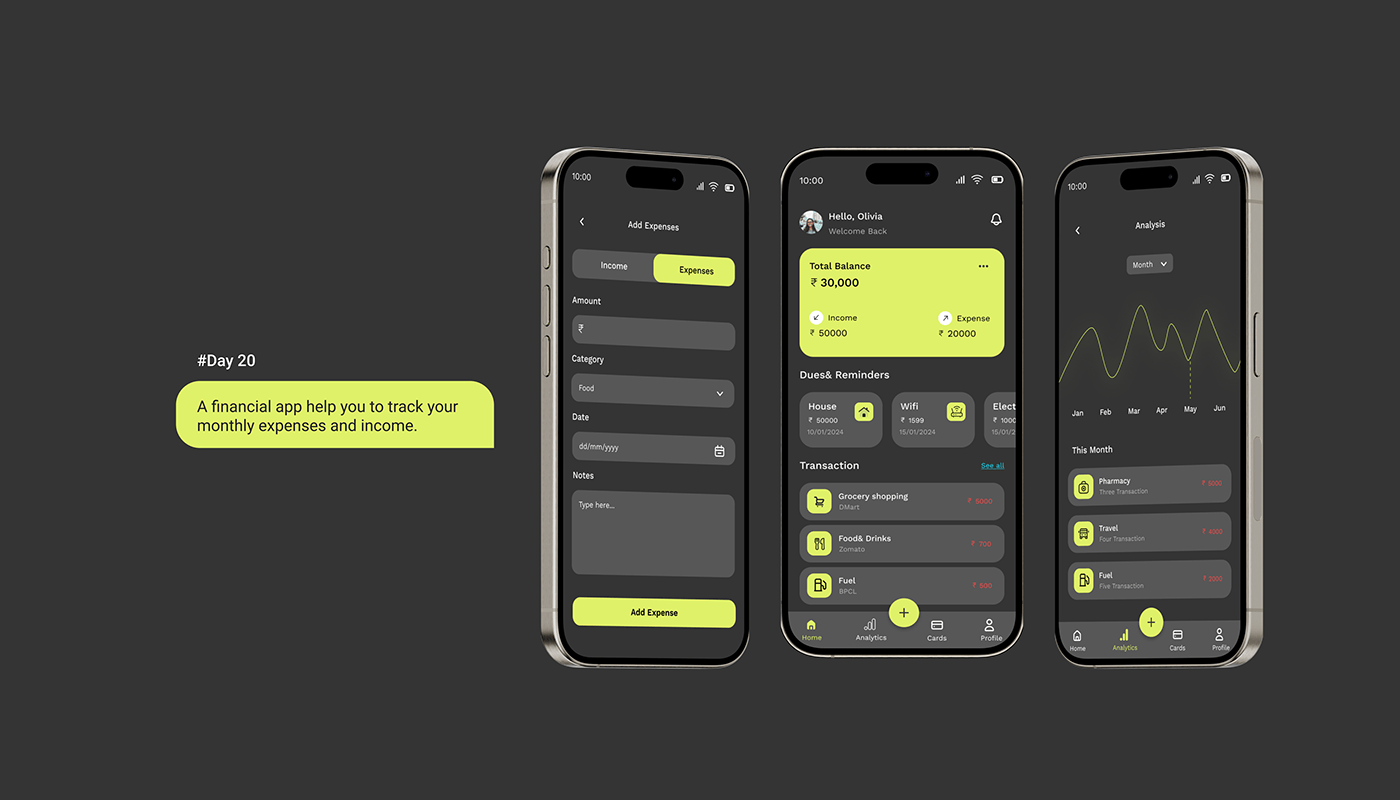 #Day 20
A financial app help you to track your
monthly expenses and income.
10:00
Add Expenses
Income
Expenses
Amount
₹
Category
Food
Date
dd/mm/yyyy
Notes
Type here...
Add Expense
10:00
Hello, Olivia
Welcome Back
Total Balance
₹ 30,000
Income
₹ 50000
Expense
₹ 20000
Dues& Reminders
House
₹ 50000
10/01/2024
Wifi
₹ 1599
15/01/2024
Elect
₹ 1000
15/01/2
Transaction
See all
Grocery shopping
DMart
₹ 5000
Food& Drinks
Zomato
₹ 700
Fuel
BPCL
₹ 500
Home
Analytics
Cards
Profile
10:00
Analysis
Month
Jan Feb Mar Apr May Jun
This Month
Pharmacy
Three Transaction
₹ 5000
Travel
Four Transaction
₹ 4000
Fuel
Five Transaction
₹ 2000
Home
Analytics
Cards
Profile